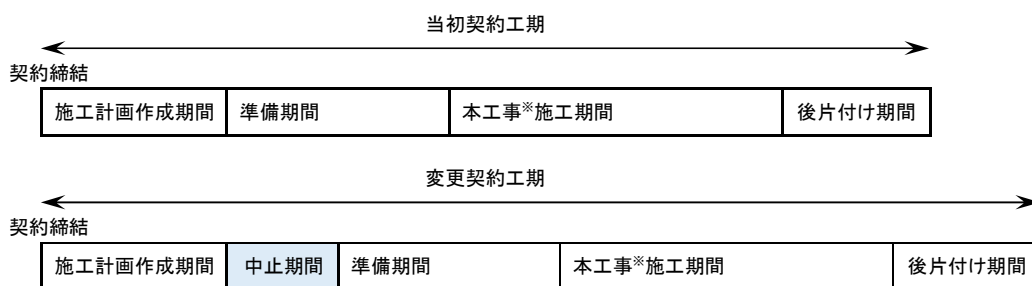 当初契約工期
契約締結
施工計画作成期間 準備期間 本工事※施工期間 後片付け期間
変更契約工期
契約締結
施工計画作成期間 中止期間 準備期間 本工事※施工期間 後片付け期間